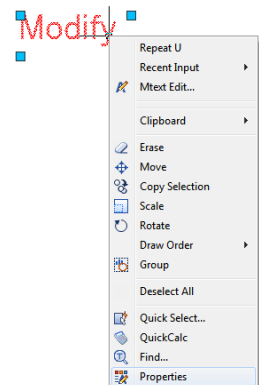 Modify
Repeat U
Recent Input
Mtext Edit...
Clipboard
Erase
Move
Copy Selection
Scale
Rotate
Draw Order
Group
Deselect All
Quick Select...
QuickCalc
Find...
Properties